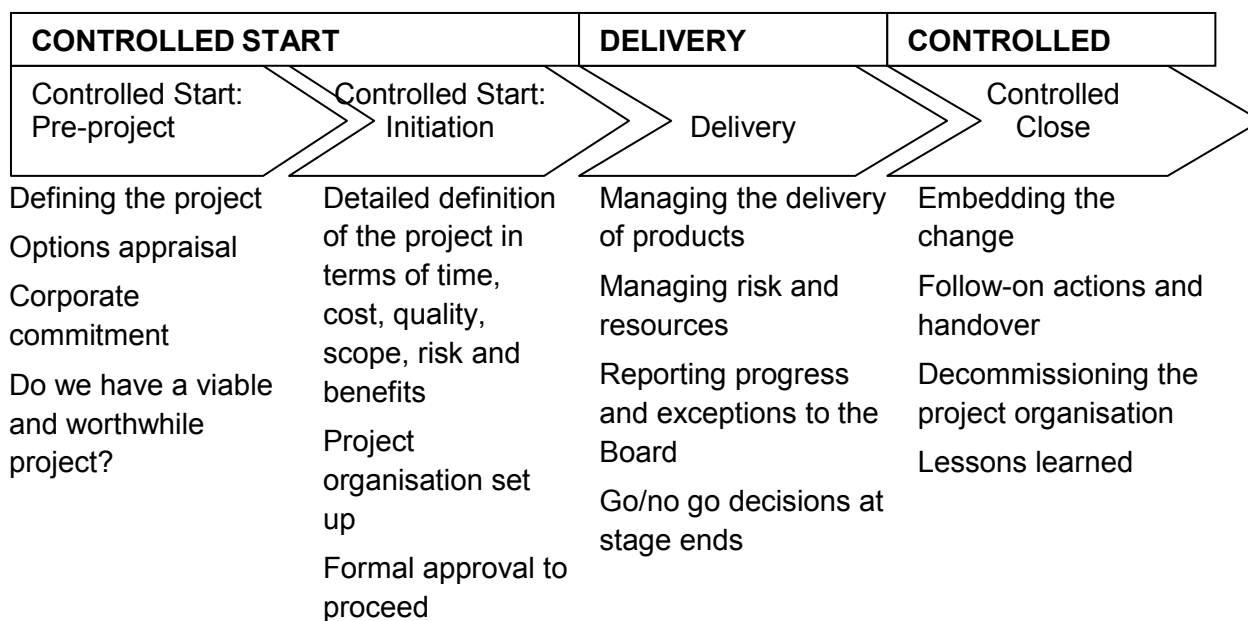 CONTROLLED START
DELIVERY
CONTROLLED
Controlled Start:
Pre-project
Controlled Start:
Initiation
Delivery
Controlled
Close
Defining the project
Options appraisal
Corporate
commitment
Do we have a viable
and worthwhile
project?
Detailed definition
of the project in
terms of time,
cost, quality,
scope, risk and
benefits
Project
organisation set
up
Formal approval to
proceed
Managing the delivery
of products
Managing risk and
resources
Reporting progress
and exceptions to the
Board
Go/no go decisions at
stage ends
Embedding the
change
Follow-on actions and
handover
Decommissioning the
project organisation
Lessons learned